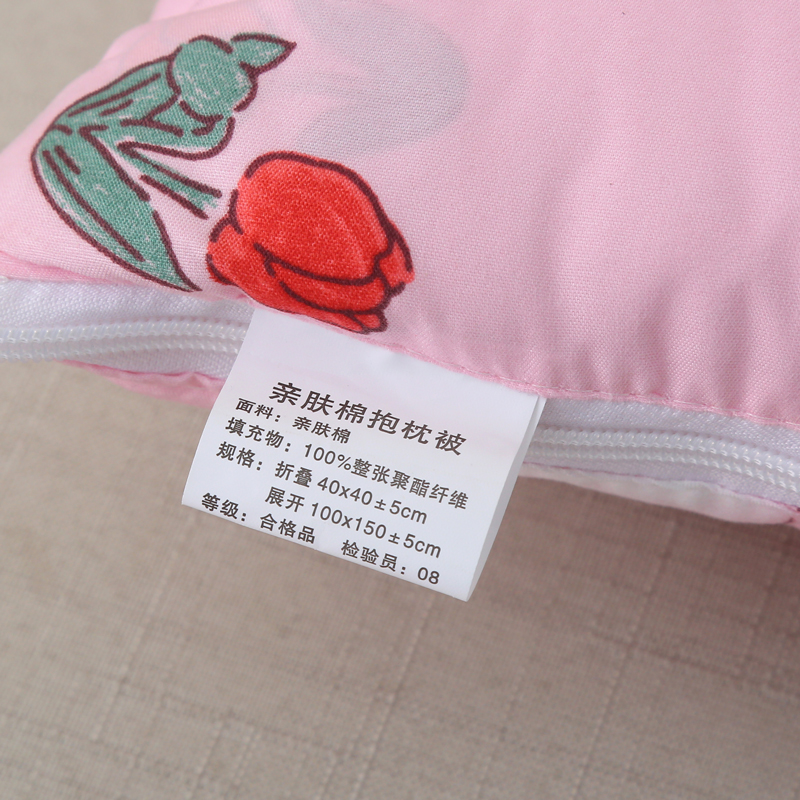 亲肤棉抱枕被
面料：亲肤棉
填充物：100%整张聚酯纤维
规格：折叠 40x40±5cm
展开 100x150±5cm
等级：合格品 检验员：08